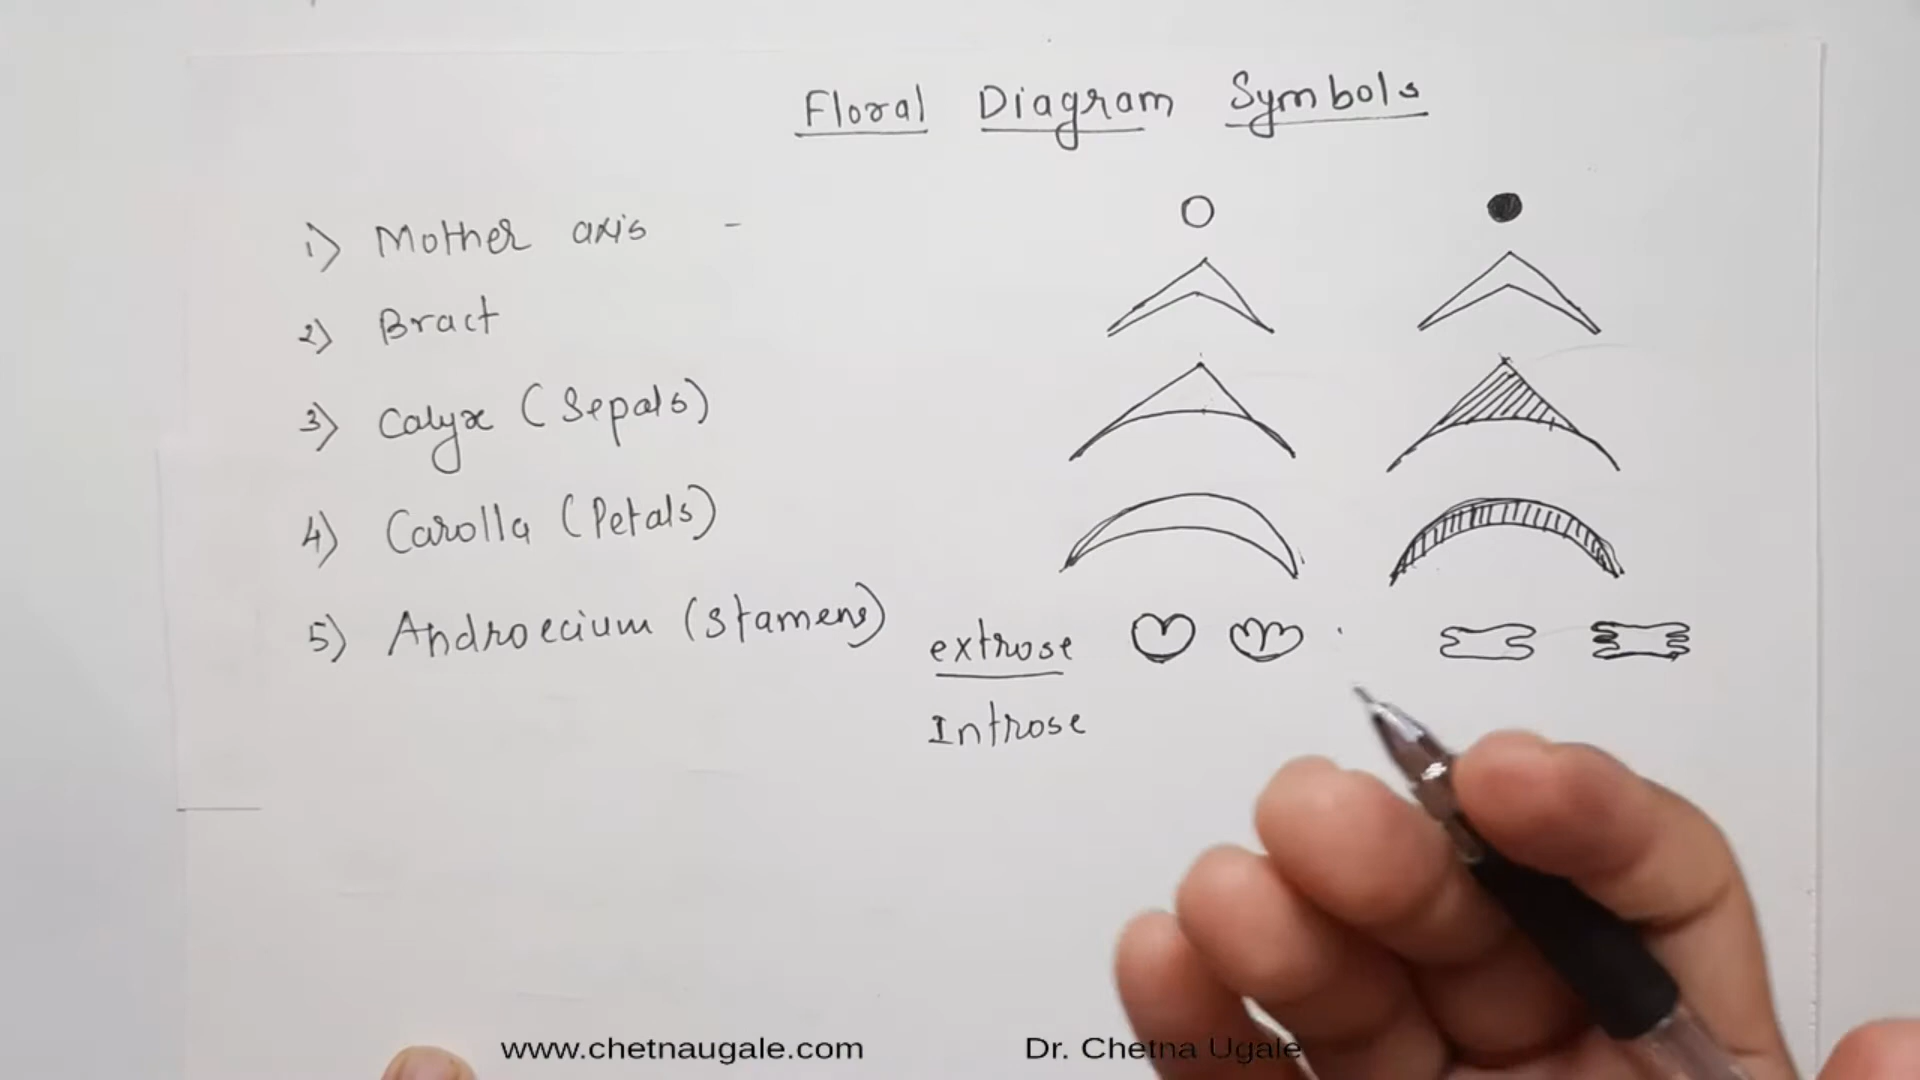 Floral Diagram Symbols
1) Mother axis -
2) Bract
3) Calyx (Sepals)
4) Carolla (Petals)
5) Androecium (Stamens)
extrose
Introse
www.chetnaugale.com
Dr. Chetna Ugale